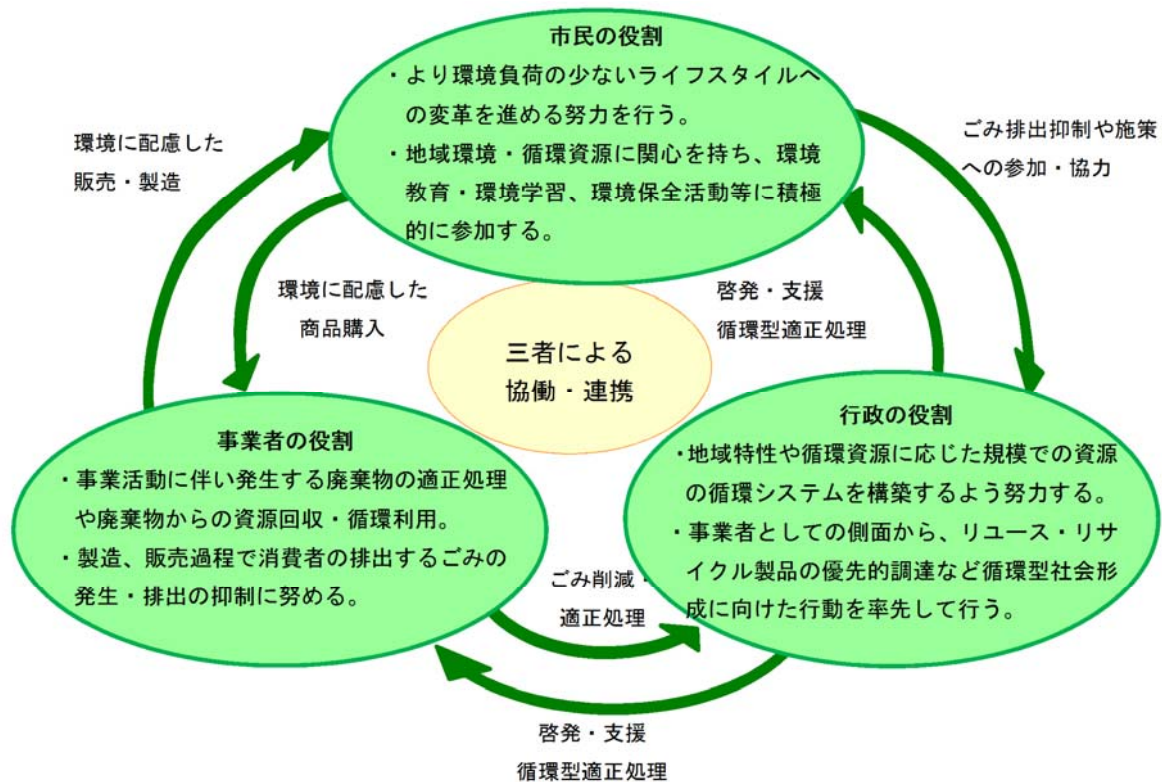 市民の役割
・より環境負荷の少ないライフスタイルへ
の変革を進める努力を行う。
・地域環境・循環資源に関心を持ち、環境
教育・環境学習、環境保全活動等に積極
的に参加する。
環境に配慮した
販売・製造
ごみ排出抑制や施策
への参加・協力
環境に配慮した
商品購入
啓発・支援
循環型適正処理
三者による
協働・連携
事業者の役割
・事業活動に伴い発生する廃棄物の適正処理
や廃棄物からの資源回収・循環利用。
・製造、販売過程で消費者の排出するごみの
発生・排出の抑制に努める。
行政の役割
・地域特性や循環資源に応じた規模での資源
の循環システムを構築するよう努力する。
・事業者としての側面から、リユース・リサ
イクル製品の優先的調達など循環型社会形
成に向けた行動を率先して行う。
ごみ削減・
適正処理
啓発・支援
循環型適正処理